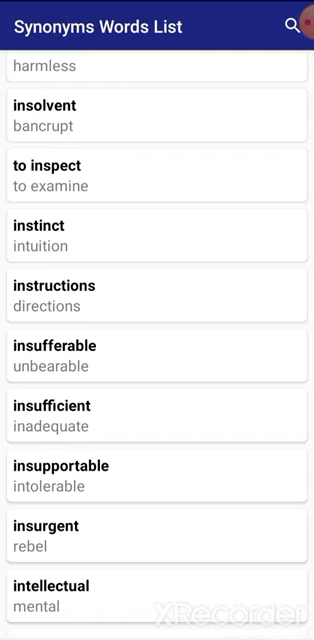 Synonyms Words List
harmless
insolvent
bancrupt
to inspect
to examine
instinct
intuition
instructions
directions
insufferable
unbearable
insufficient
inadequate
insupportable
intolerable
insurgent
rebel
intellectual
mental
XRecorder